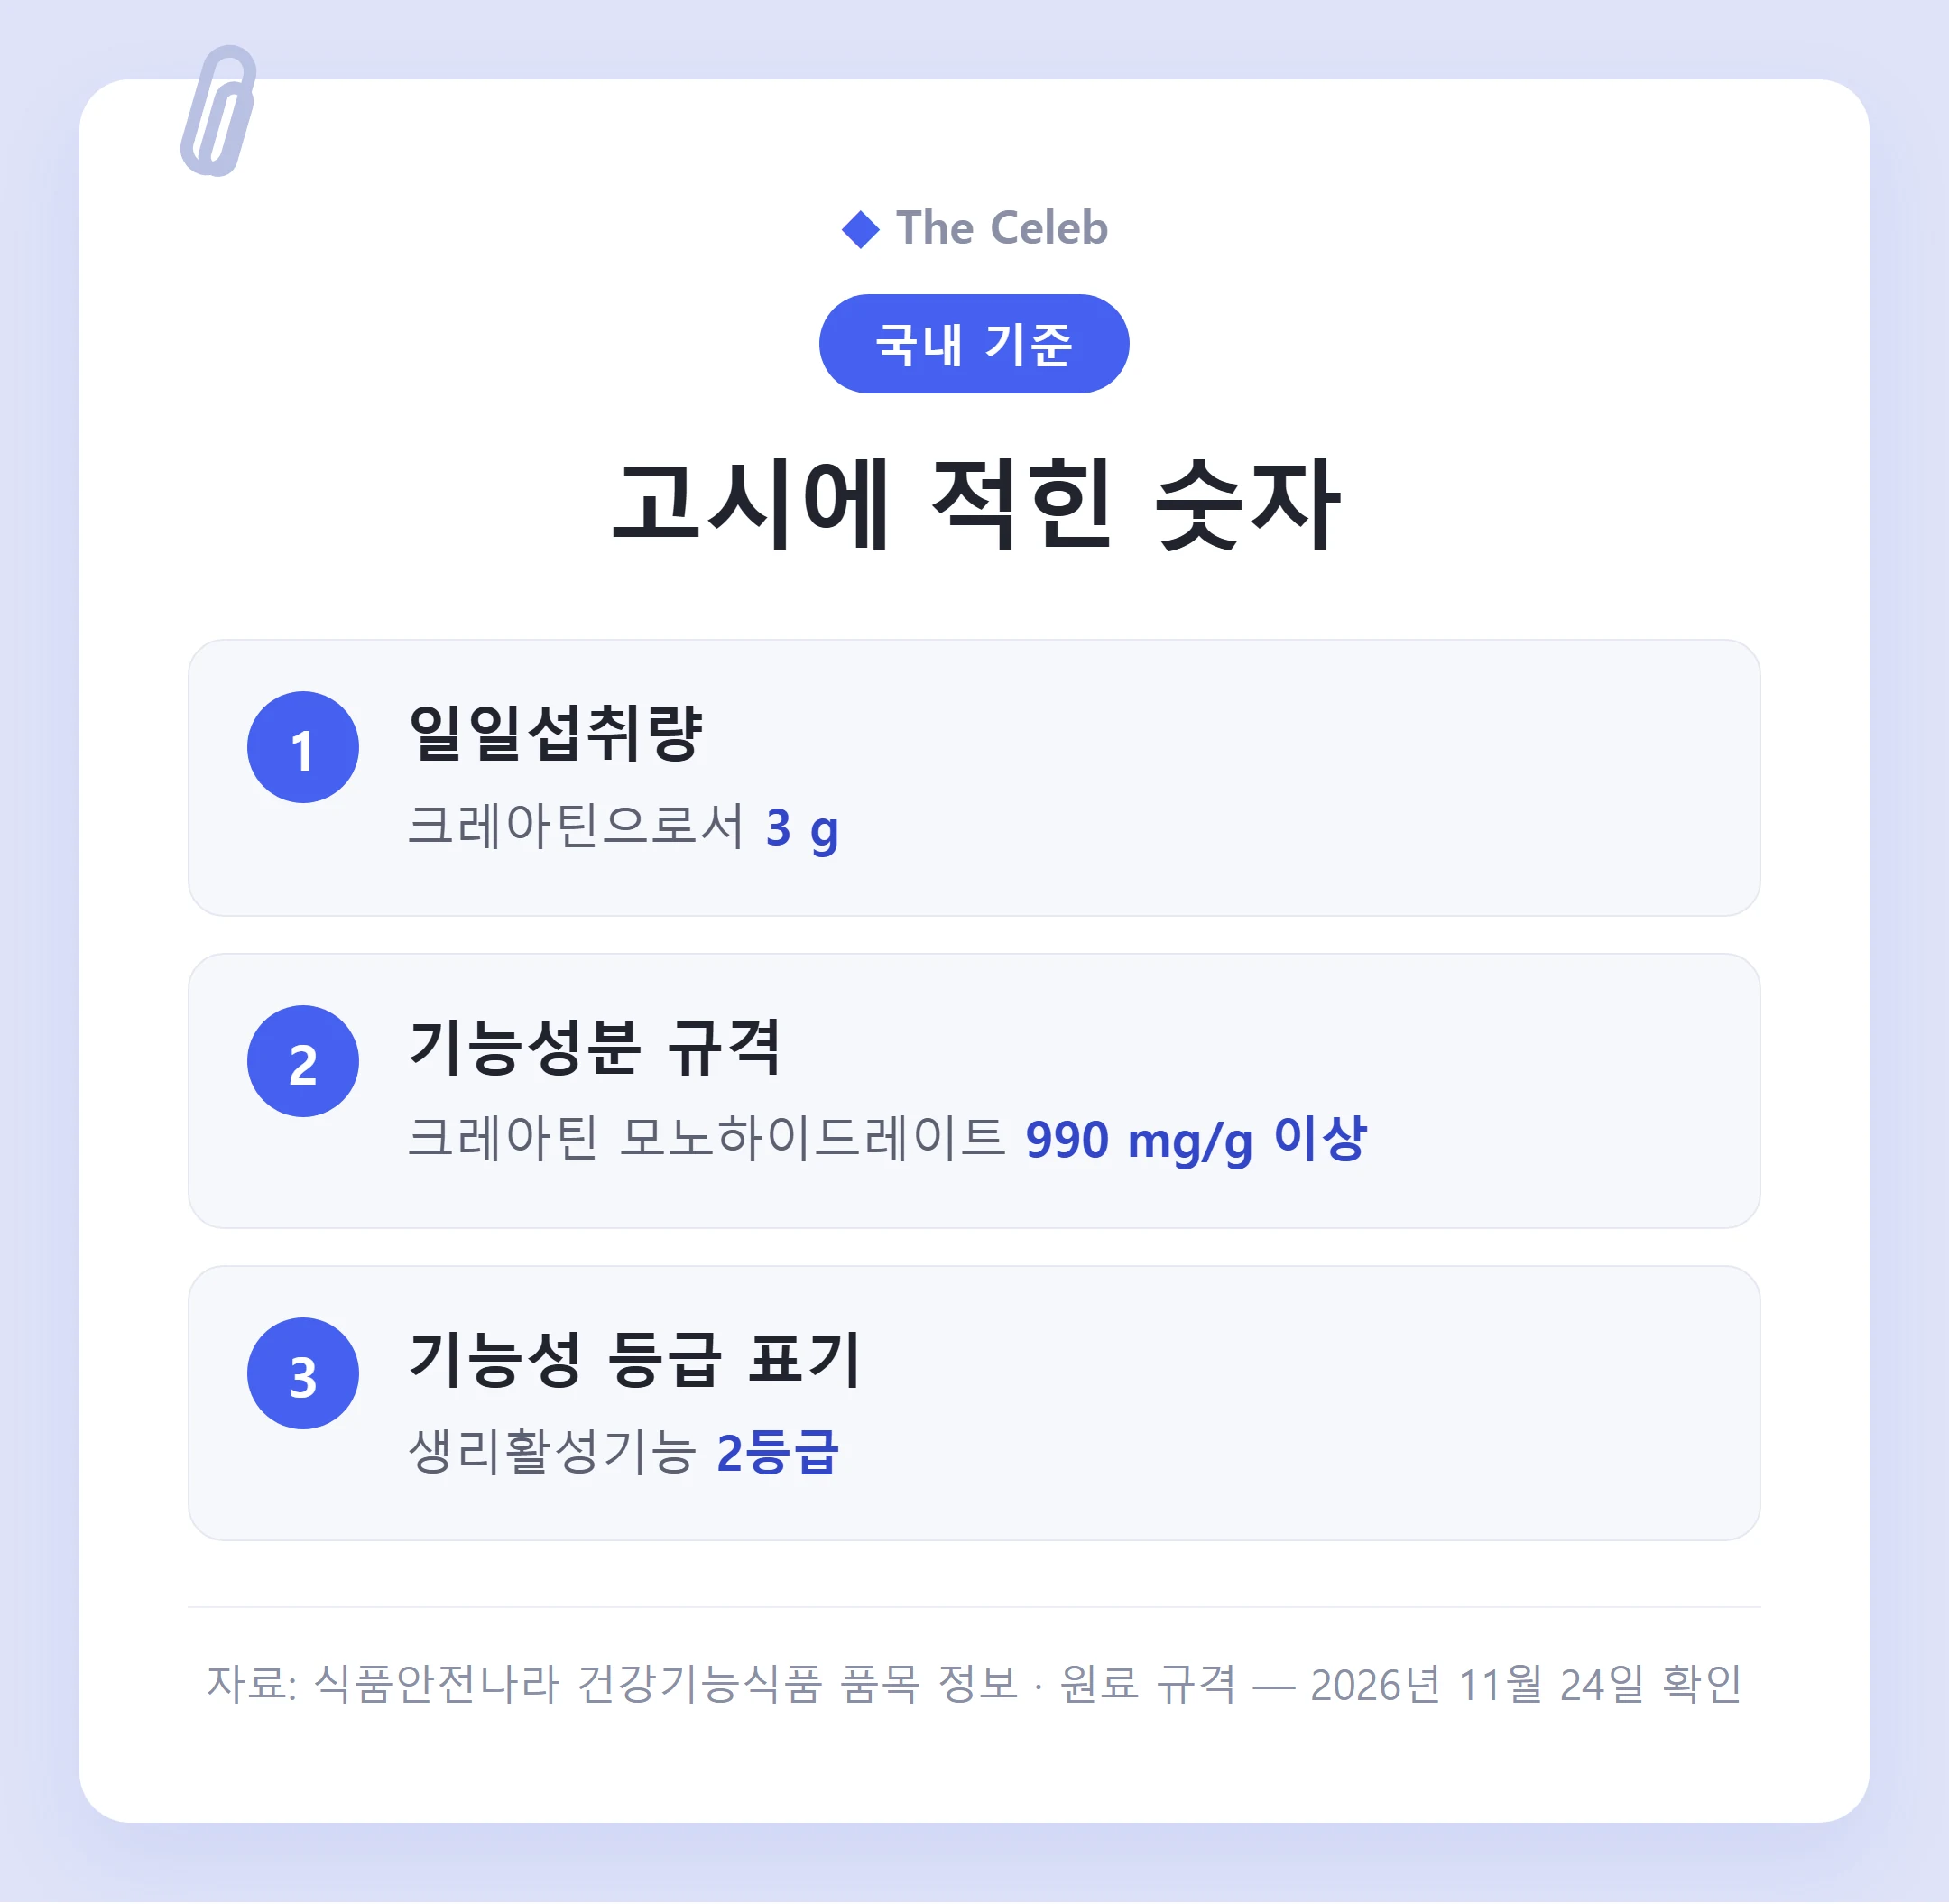 The Celeb
국내 기준
고시에 적힌 숫자
1
일일섭취량
크레아틴으로서 3 g
2
기능성분 규격
크레아틴 모노하이드레이트 990 mg/g 이상
3
기능성 등급 표기
생리활성기능 2등급
자료: 식품안전나라 건강기능식품 품목 정보 · 원료 규격 — 2026년 11월 24일 확인